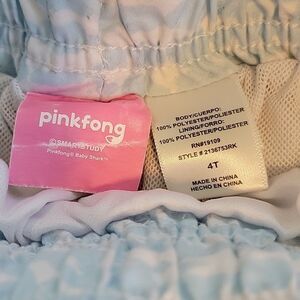 pinkfong
©SMARTSTUDY
Pinkfong® Baby Shark™
BODY/CUERPO:
100% POLYESTER/POLIESTER
LINING/FORRO:
100% POLYESTER/POLIESTER
RN#19109
STYLE # 2136753RK
4T
MADE IN CHINA
HECHO EN CHINA